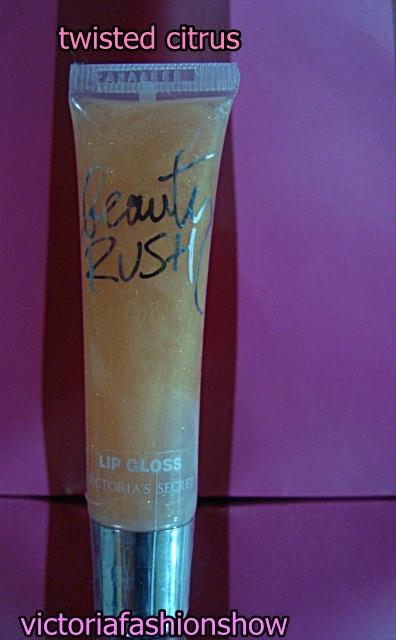 twisted citrus
beauty
RUSH
LIP GLOSS
VICTORIA'S SECRET
victoriafashionshow